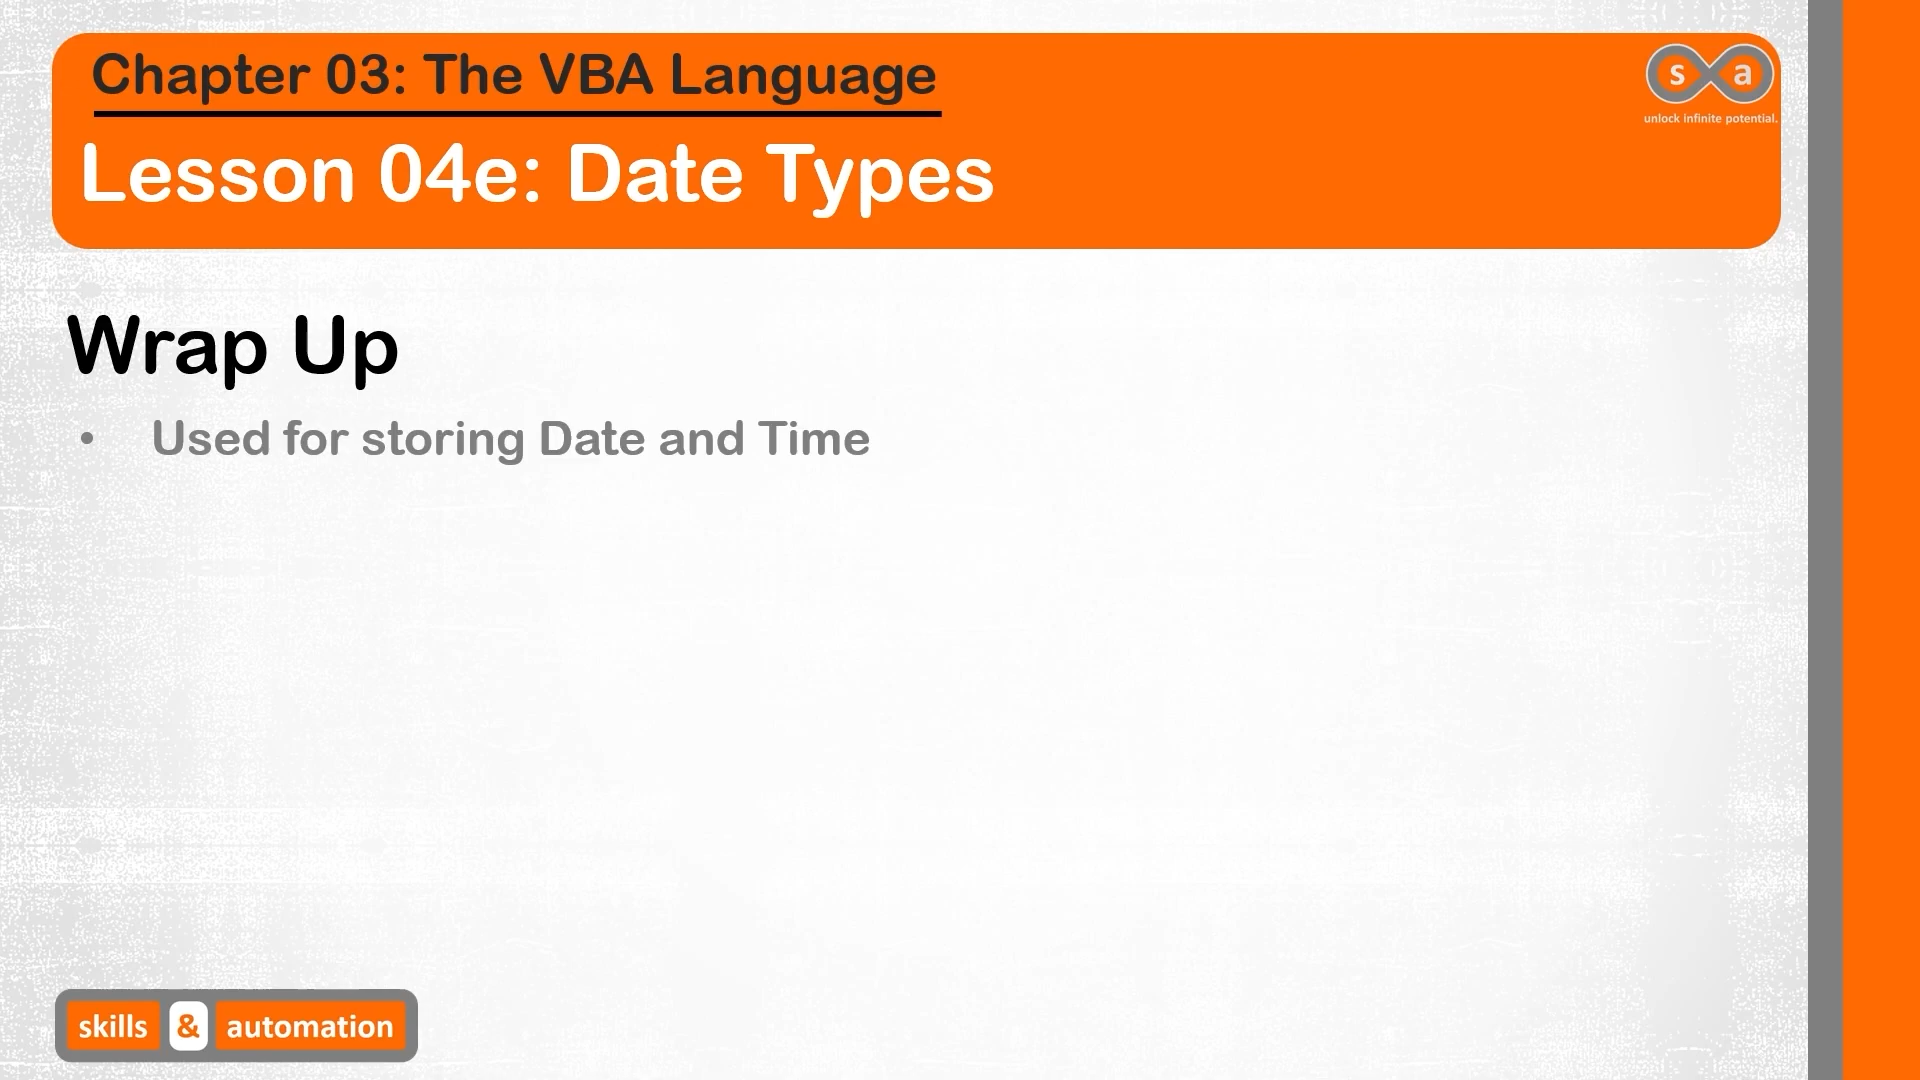 Chapter 03: The VBA Language
s a
unlock infinite potential.
Lesson 04e: Date Types
Wrap Up
• Used for storing Date and Time
skills & automation